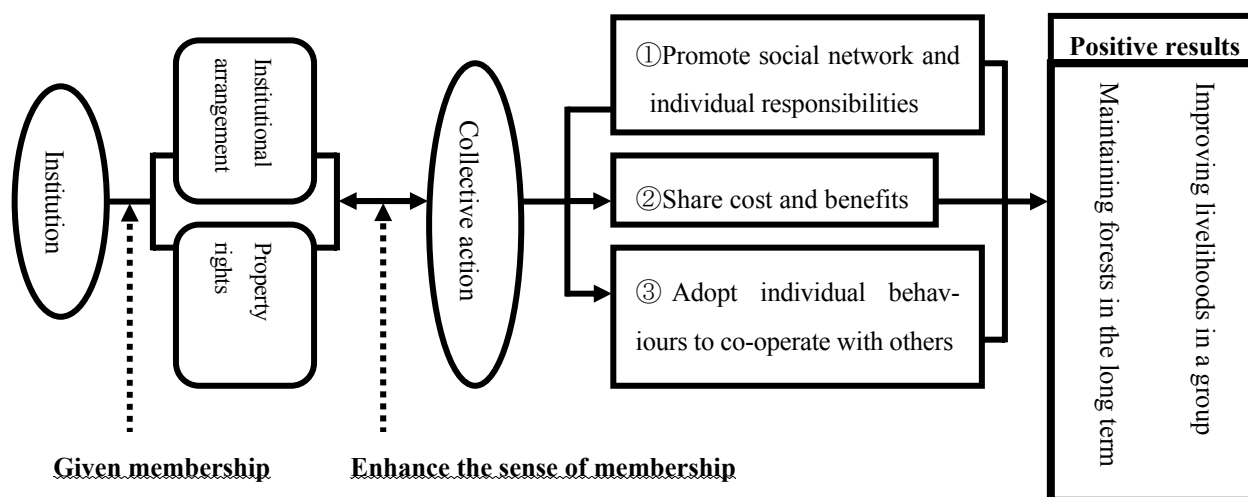 Institution
Institutional
arrangement
Property
rights
Collective action
①Promote social network and
individual responsibilities
②Share cost and benefits
③ Adopt individual behav-
iours to co-operate with others
Positive results
Improving livelihoods in a group
Maintaining forests in the long term
Given membership
Enhance the sense of membership